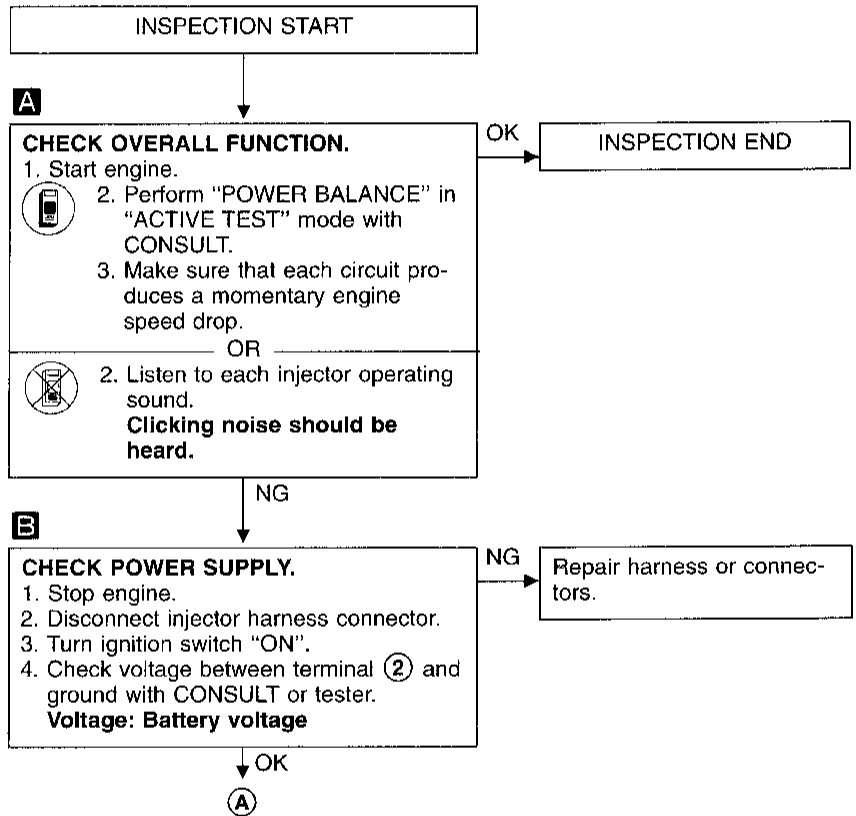 INSPECTION START
A
CHECK OVERALL FUNCTION.
1. Start engine.
2. Perform “POWER BALANCE” in
“ACTIVE TEST” mode with
CONSULT.
3. Make sure that each circuit pro-
duces a momentary engine
speed drop.
OR
2. Listen to each injector operating
sound.
Clicking noise should be
heard.
OK
INSPECTION END
NG
B
CHECK POWER SUPPLY.
1. Stop engine.
2. Disconnect injector harness connector.
3. Turn ignition switch “ON”.
4. Check voltage between terminal ② and
ground with CONSULT or tester.
Voltage: Battery voltage
NG
Repair harness or connec-
tors.
OK
Ⓐ